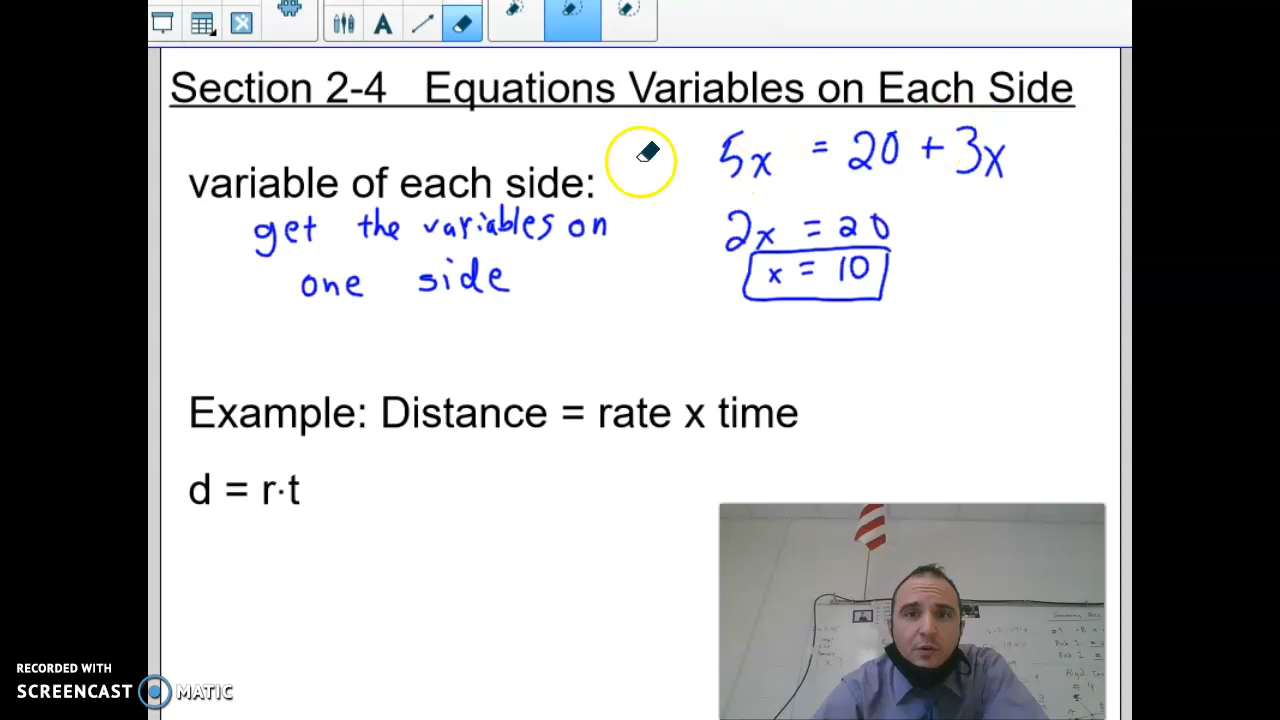 Section 2-4 Equations Variables on Each Side
variable of each side:
get the variables on
one side
5x = 20 + 3x
2x = 20
x = 10
Example: Distance = rate x time
d = r·t
RECORDED WITH
SCREENCAST MATIC